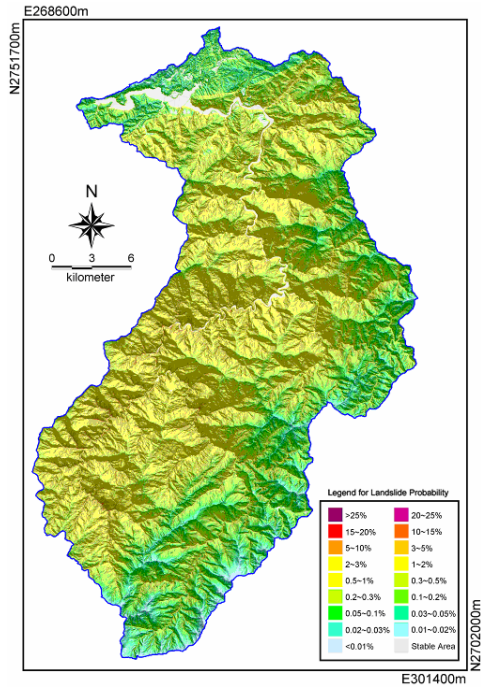 E268600m
N2751700m
N
0 3 6
kilometer
Legend for Landslide Probability
>25% 20~25%
15~20% 10~15%
5~10% 3~5%
2~3% 1~2%
0.5~1% 0.3~0.5%
0.2~0.3% 0.1~0.2%
0.05~0.1% 0.03~0.05%
0.02~0.03% 0.01~0.02%
<0.01% Stable Area
N2702000m
E301400m